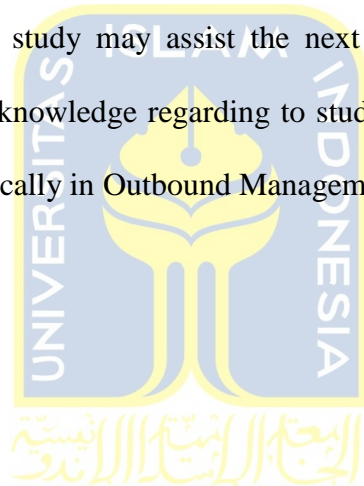 study may assist the next
knowledge regarding to stud
cally in Outbound Managem
ISLAM
UNIVERSITAS
INDONESIA